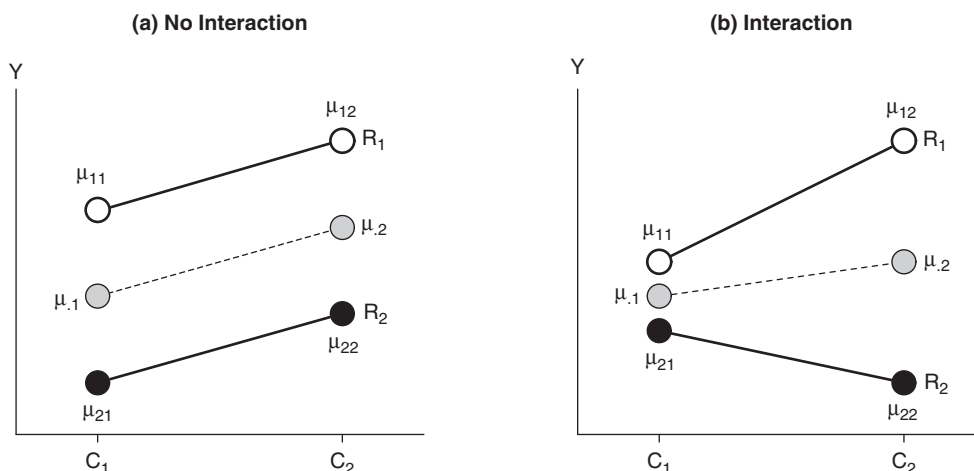 (a) No Interaction
Y
μ12
R1
μ11
μ.2
μ.1
R2
μ22
μ21
C1
C2
(b) Interaction
Y
μ12
R1
μ11
μ.2
μ.1
μ21
R2
μ22
C1
C2